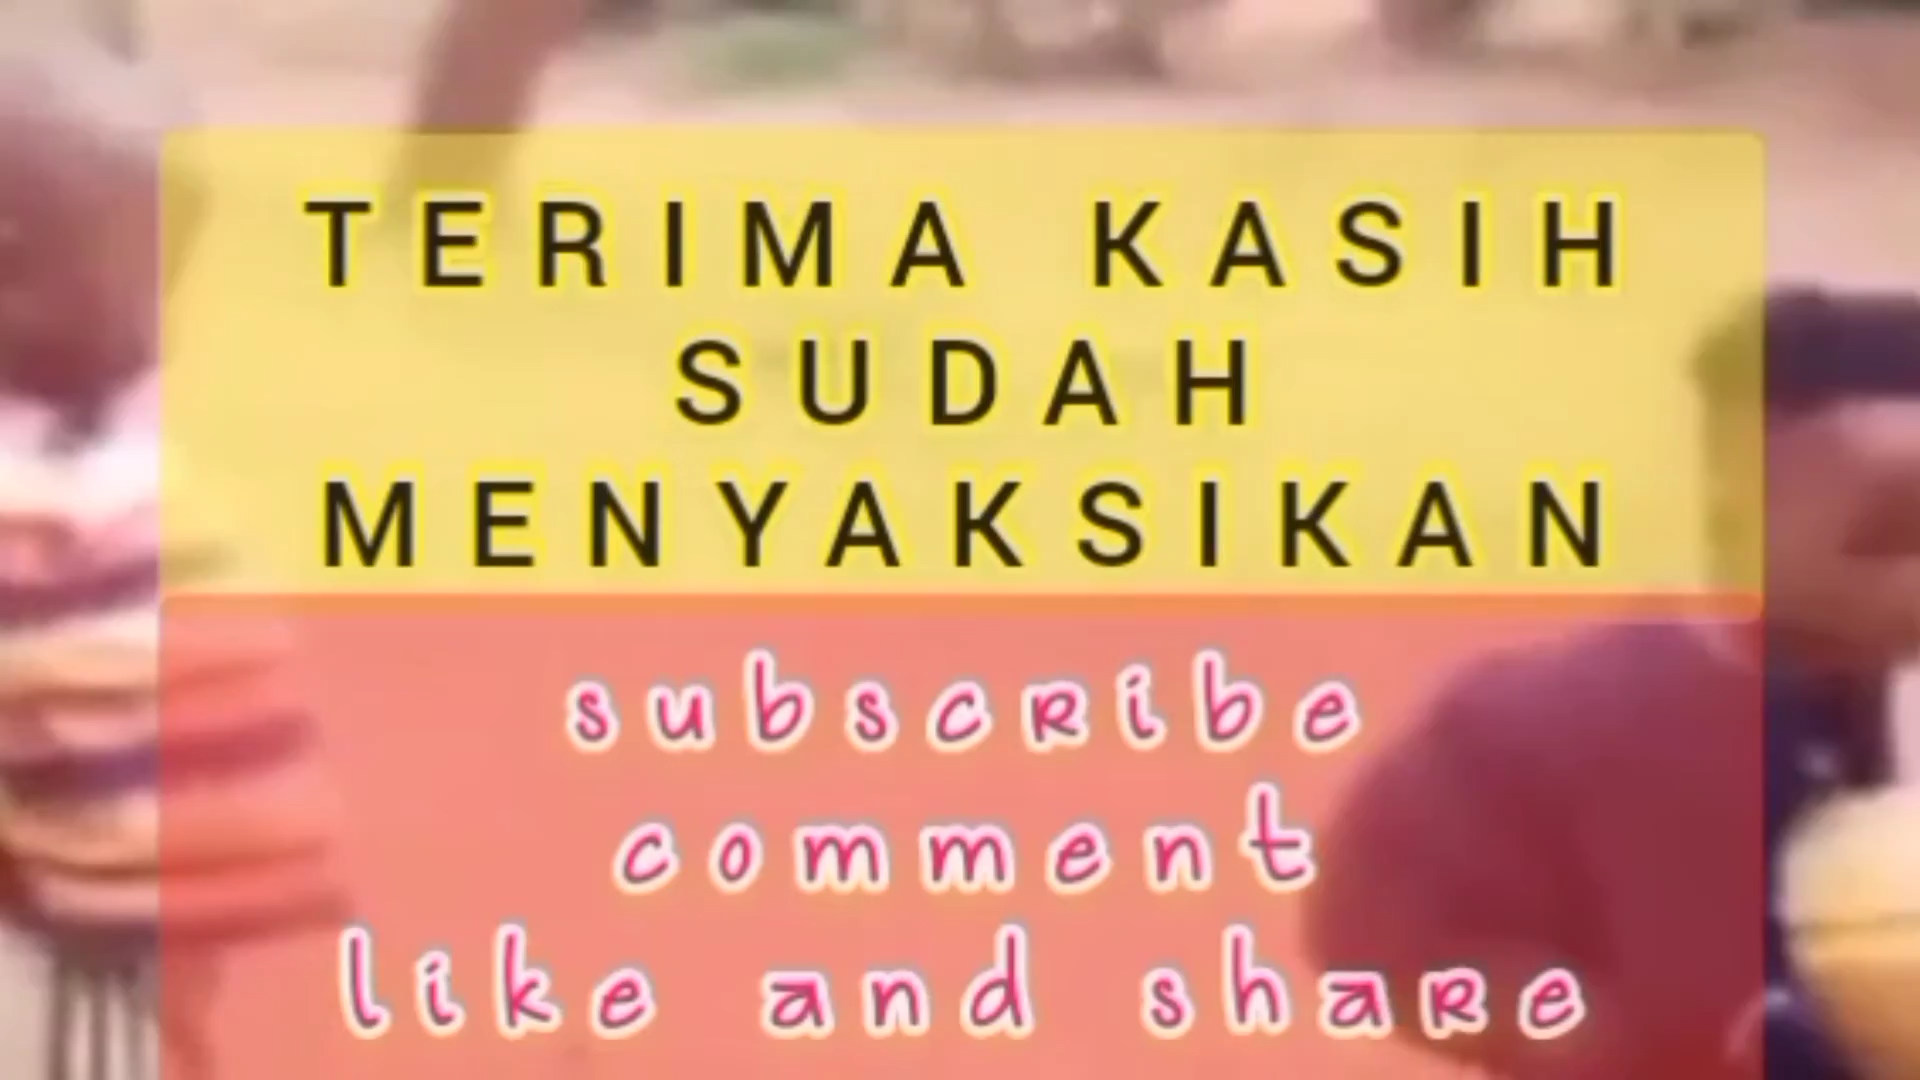 TERIMA KASIH
SUDAH
MENYAKSIKAN
subscribe
comment
like and share